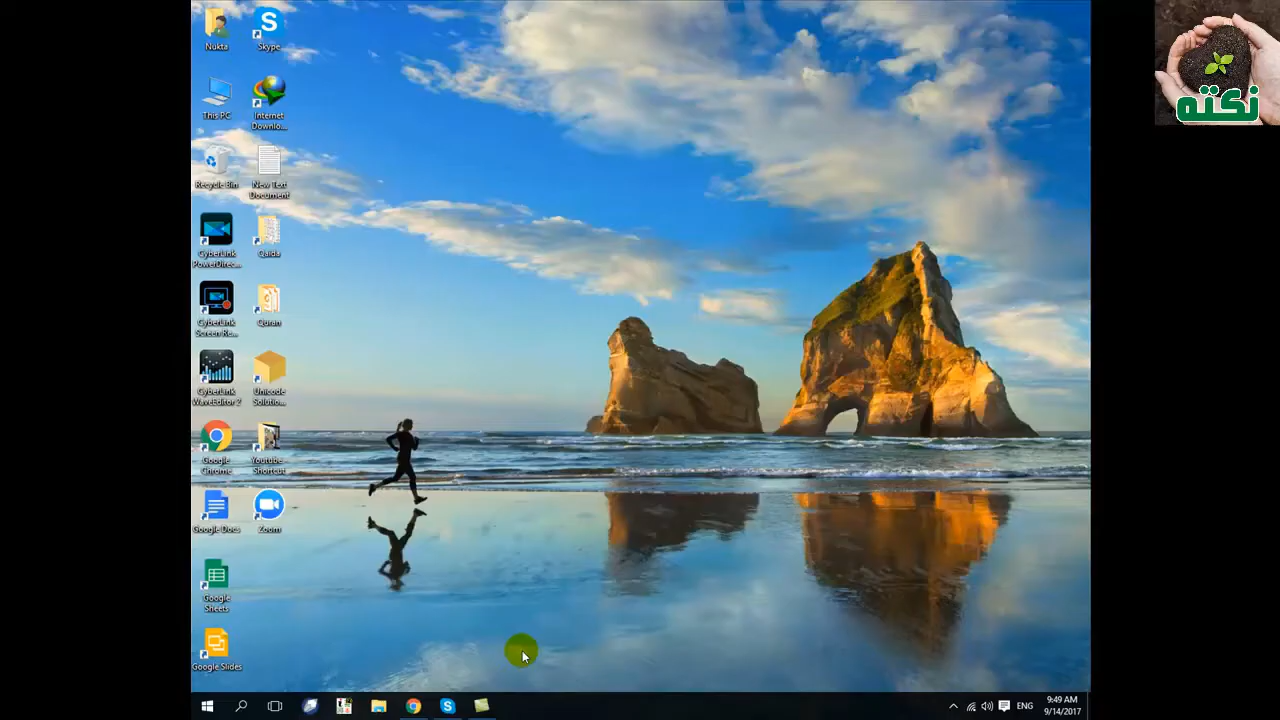 Nukta
Skype
This PC
Internet
Downlo...
Recycle Bin
New Text
Document
CyberLink
PowerDirec...
Qaida
CyberLink
Screen Re...
Quran
CyberLink
WaveEditor 2
Unicode
Solutio...
Google
Chrome
Youtube
Shortcut
Google Docs
Zoom
Google
Sheets
Google Slides
نکتہ
ENG
9:49 AM
9/14/2017